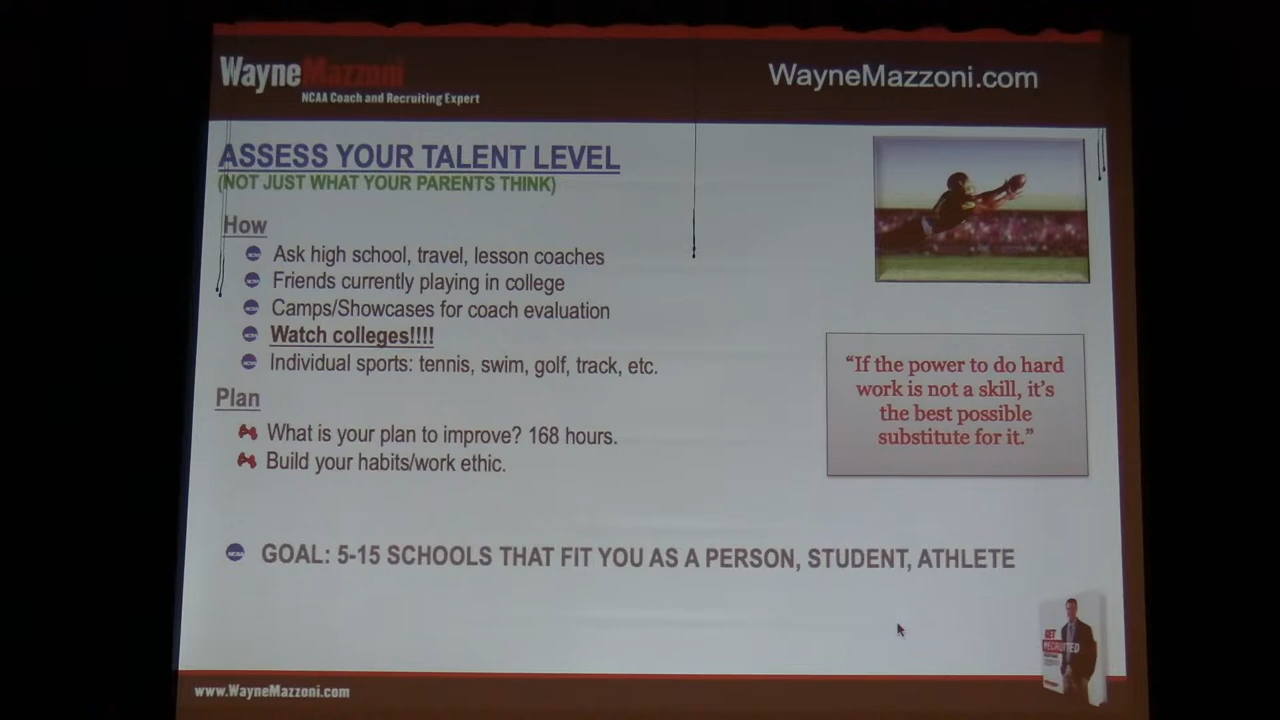 WayneMazzoni
NCAA Coach and Recruiting Expert
WayneMazzoni.com
ASSESS YOUR TALENT LEVEL
(NOT JUST WHAT YOUR PARENTS THINK)
How
Ask high school, travel, lesson coaches
Friends currently playing in college
Camps/Showcases for coach evaluation
Watch colleges!!!!
Individual sports: tennis, swim, golf, track, etc.
Plan
What is your plan to improve? 168 hours.
Build your habits/work ethic.
“If the power to do hard
work is not a skill, it’s
the best possible
substitute for it.”
NCAA GOAL: 5-15 SCHOOLS THAT FIT YOU AS A PERSON, STUDENT, ATHLETE
GET
RECRUITED
www.WayneMazzoni.com